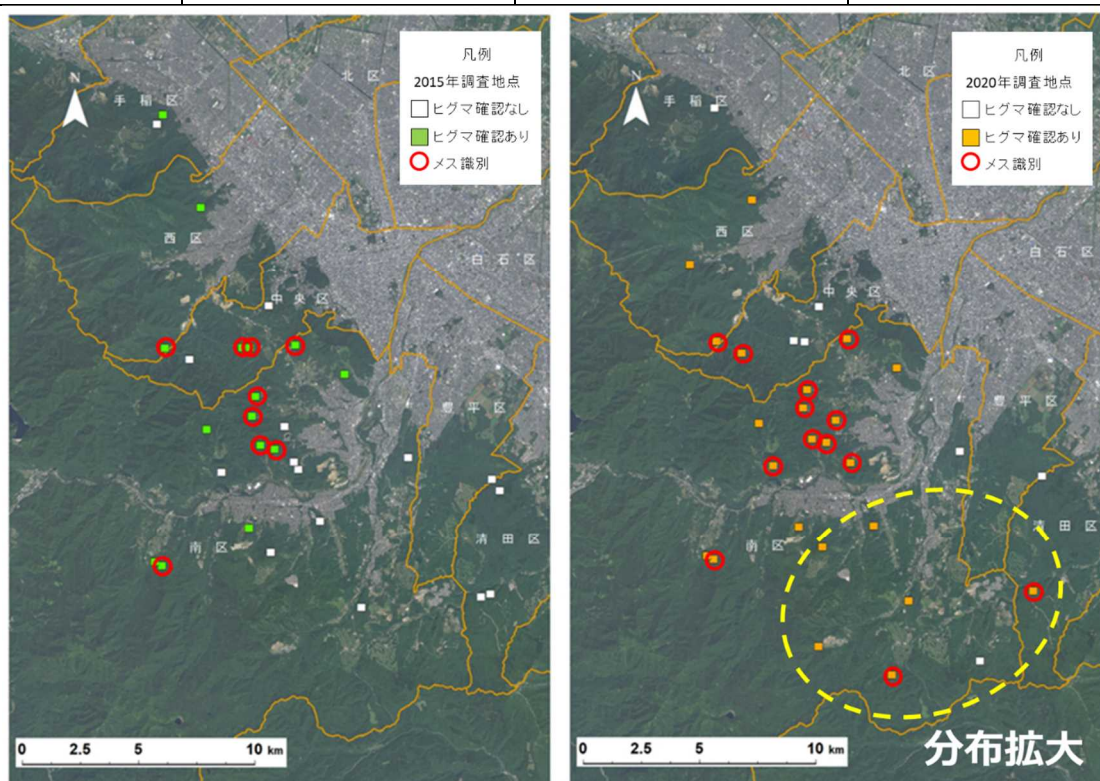 凡例
2015年調査地点
ヒグマ確認なし
ヒグマ確認あり
メス識別
N
手稲区
北区
西区
白石区
中央区
豊平区
清田区
南区
0 2.5 5 10 km
凡例
2020年調査地点
ヒグマ確認なし
ヒグマ確認あり
メス識別
N
手稲区
北区
西区
白石区
中央区
豊平区
清田区
南区
0 2.5 5 10 km
分布拡大